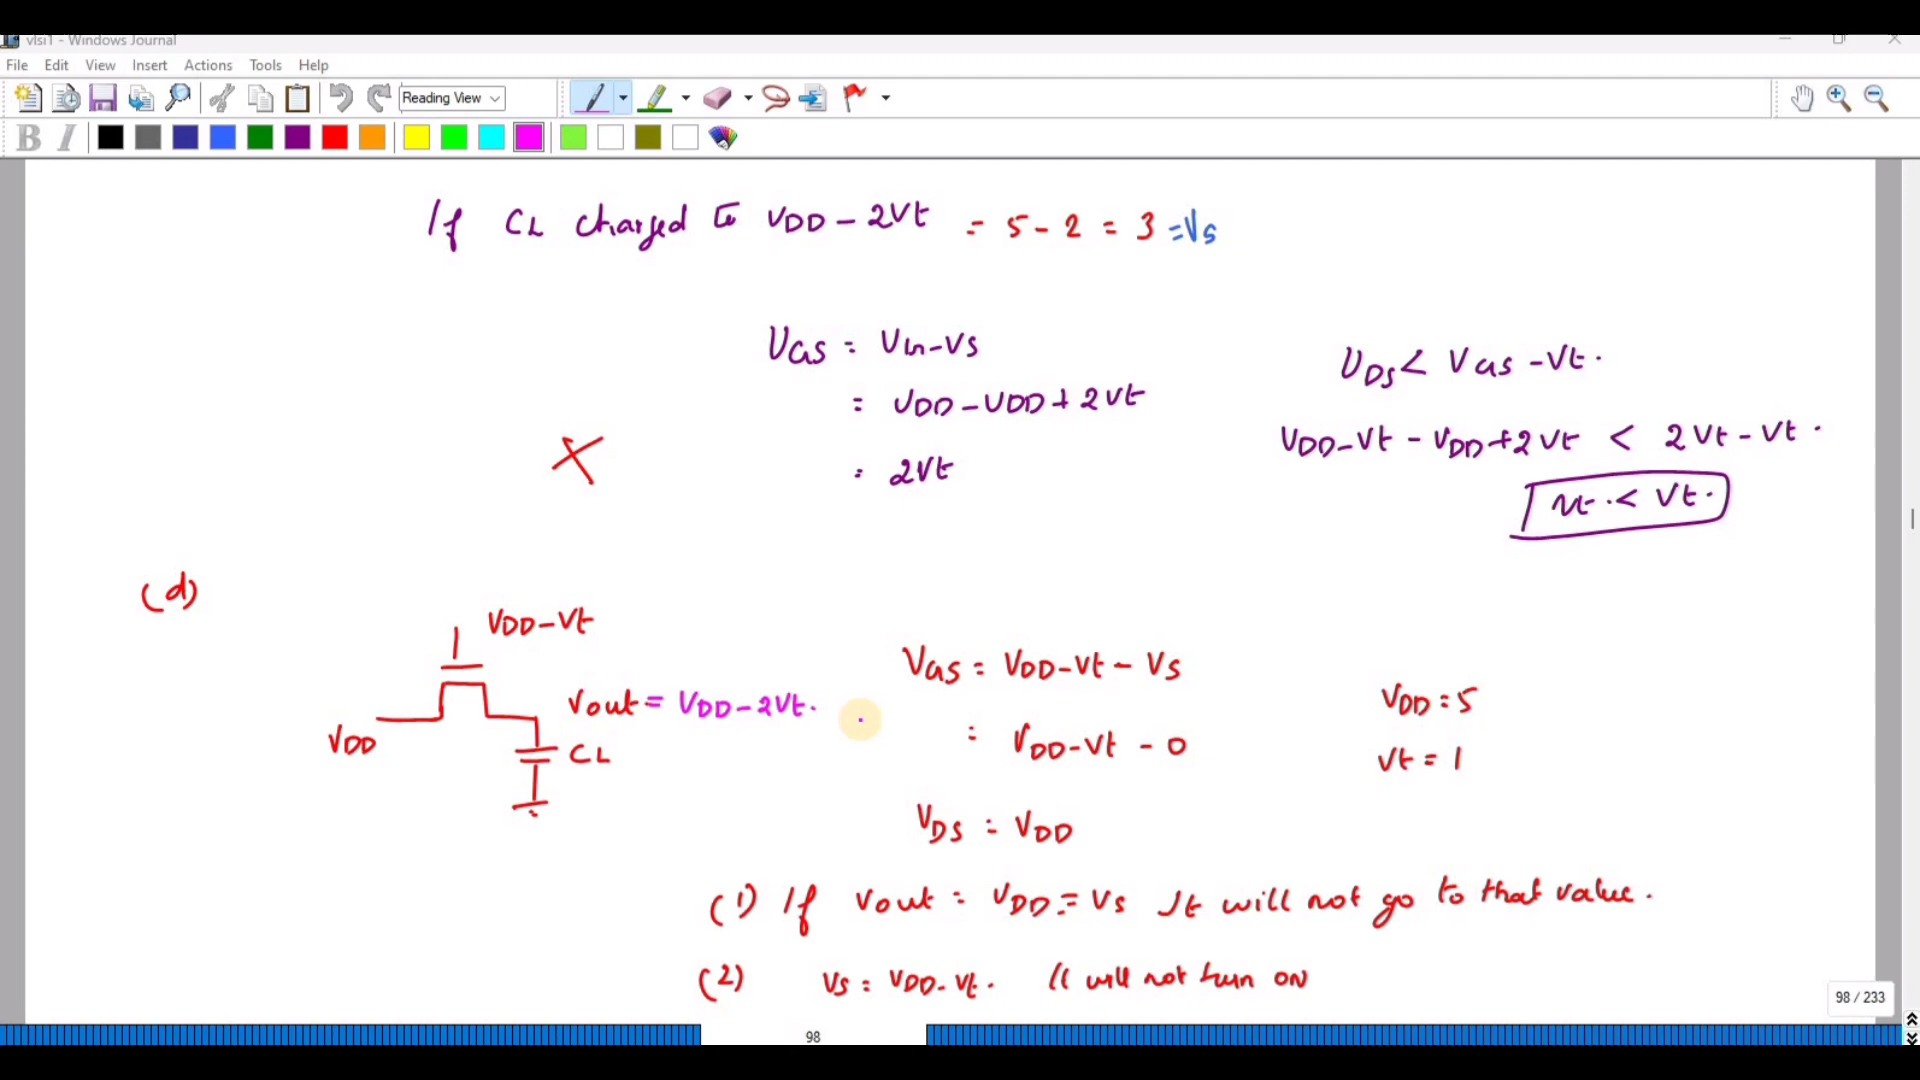 vlsi1 - Windows Journal
File Edit View Insert Actions Tools Help
Reading View
B I
If CL charged to VDD - 2Vt = 5 - 2 = 3 = Vs
VGS = Vin - VS
= VDD - VDD + 2Vt
= 2Vt
VDS < VGS - Vt.
VDD - Vt - VDD + 2Vt < 2Vt - Vt.
Vt < Vt.
(d)
VDD - Vt
Vout = VDD - 2Vt.
VDD
CL
VGS = VDD - Vt - VS
= VDD - Vt - 0
VDS = VDD
VDD = 5
Vt = 1
(1) If Vout = VDD = VS It will not go to that value.
(2) VS = VDD - Vt. It will not turn on
98 / 233
98